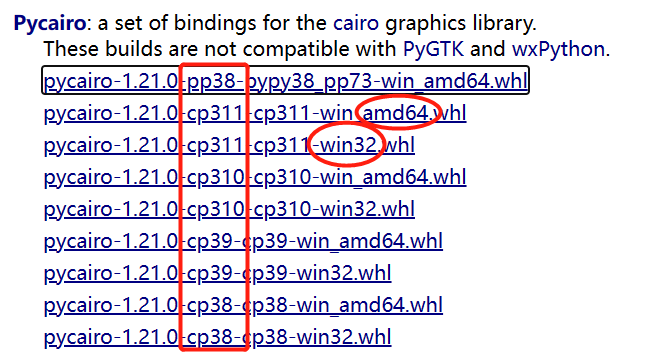 Pycairo: a set of bindings for the cairo graphics library.
These builds are not compatible with PyGTK and wxPython.
pycairo-1.21.0-pp38-pypy38_pp73-win_amd64.whl
pycairo-1.21.0-cp311-cp311-win_amd64.whl
pycairo-1.21.0-cp311-cp311-win32.whl
pycairo-1.21.0-cp310-cp310-win_amd64.whl
pycairo-1.21.0-cp310-cp310-win32.whl
pycairo-1.21.0-cp39-cp39-win_amd64.whl
pycairo-1.21.0-cp39-cp39-win32.whl
pycairo-1.21.0-cp38-cp38-win_amd64.whl
pycairo-1.21.0-cp38-cp38-win32.whl